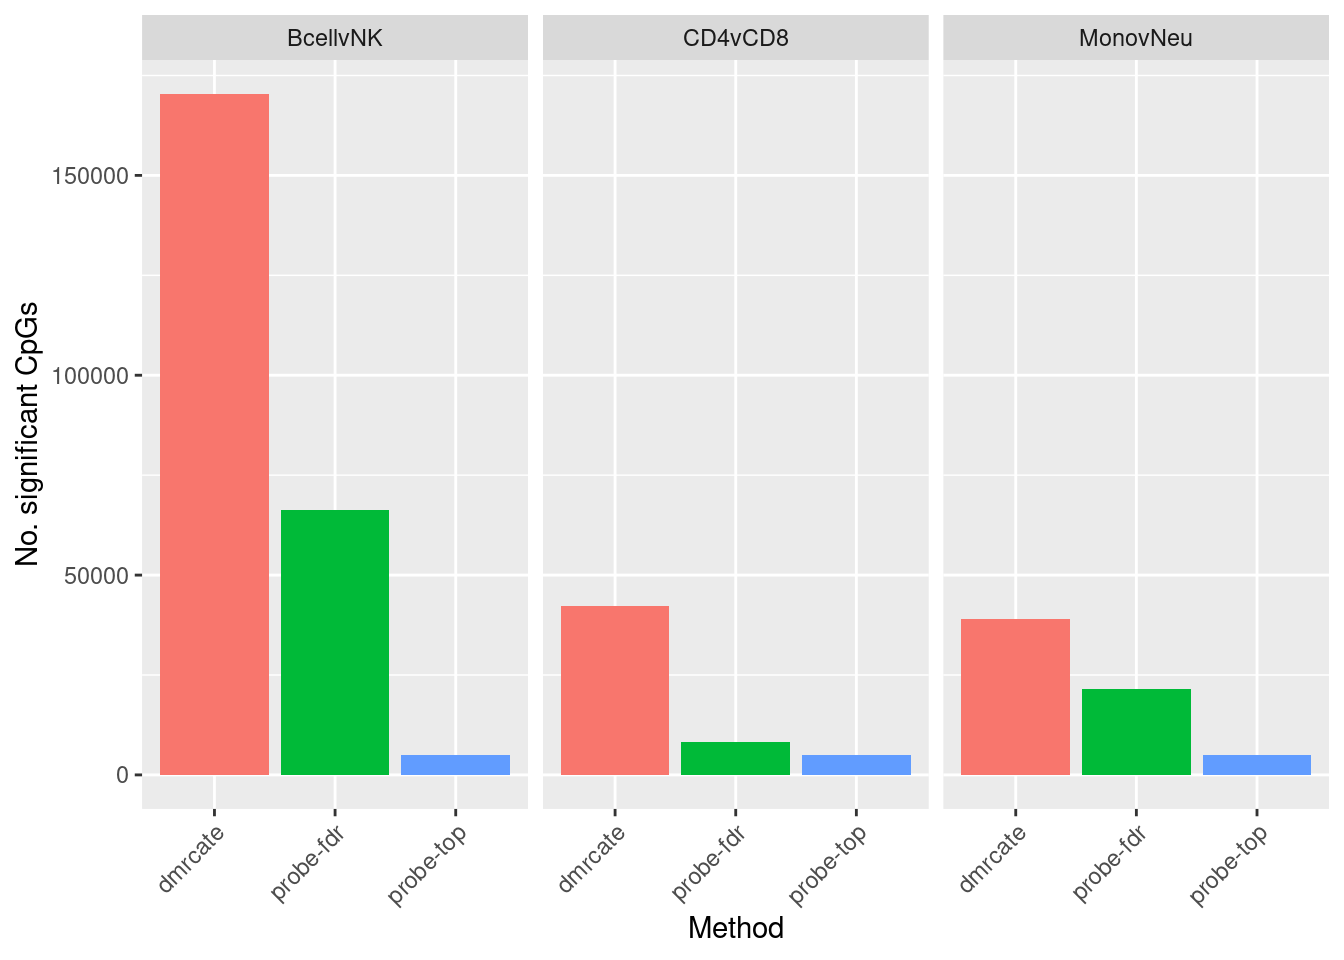 BcellvNK
CD4vCD8
MonovNeu
No. significant CpGs
150000
100000
50000
0
dmrcate
probe-fdr
probe-top
dmrcate
probe-fdr
probe-top
dmrcate
probe-fdr
probe-top
Method